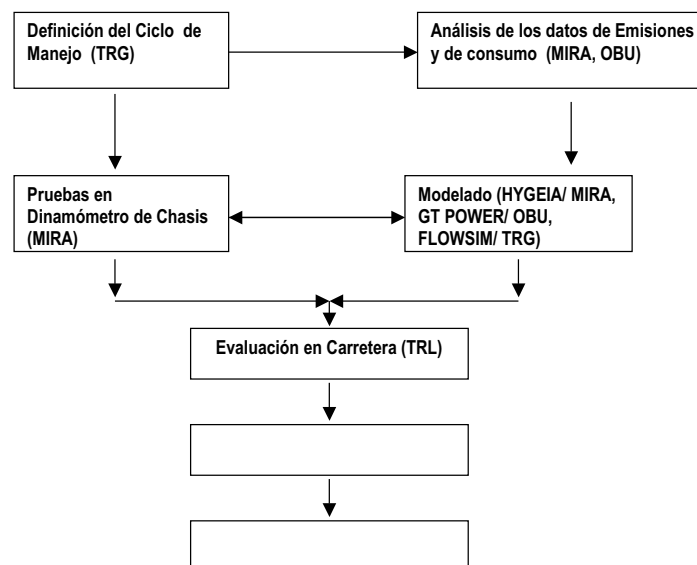 Definición del Ciclo de
Manejo (TRG)
Análisis de los datos de Emisiones
y de consumo (MIRA, OBU)
Pruebas en
Dinamómetro de Chasis
(MIRA)
Modelado (HYGEIA/ MIRA,
GT POWER/ OBU,
FLOWSIM/ TRG)
Evaluación en Carretera (TRL)